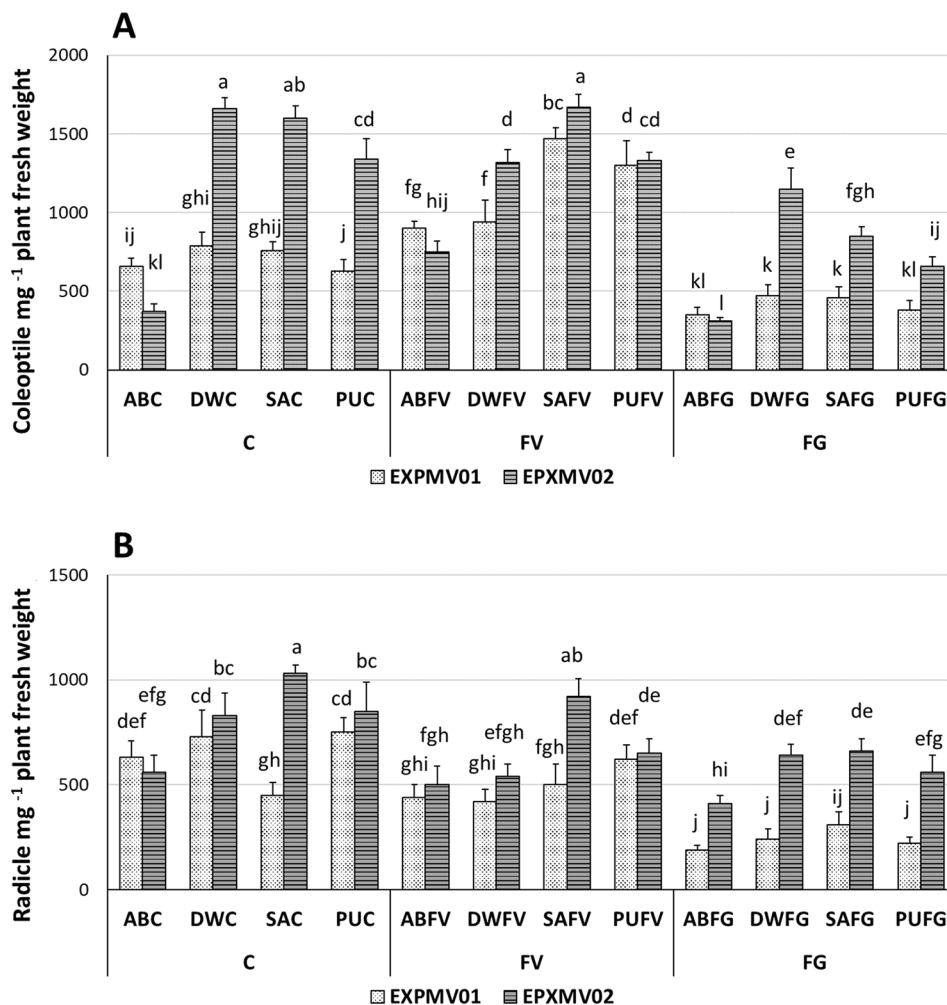 A
Coleoptile mg -1 plant fresh weight
2000
1500
1000
500
0
ij kl ghi a ghij ab j cd fg hij f d bc a d cd kl l k e k fgh kl ij
ABC DWC SAC PUC ABFV DWFV SAFV PUFV ABFG DWFG SAFG PUFG
C FV FG
EXPMV01 EPXMV02
B
Radicle mg -1 plant fresh weight
1500
1000
500
0
def efg cd bc gh a cd bc ghi fgh ghi efgh fgh ab def de j hi j def ij de j efg
ABC DWC SAC PUC ABFV DWFV SAFV PUFV ABFG DWFG SAFG PUFG
C FV FG
EXPMV01 EPXMV02